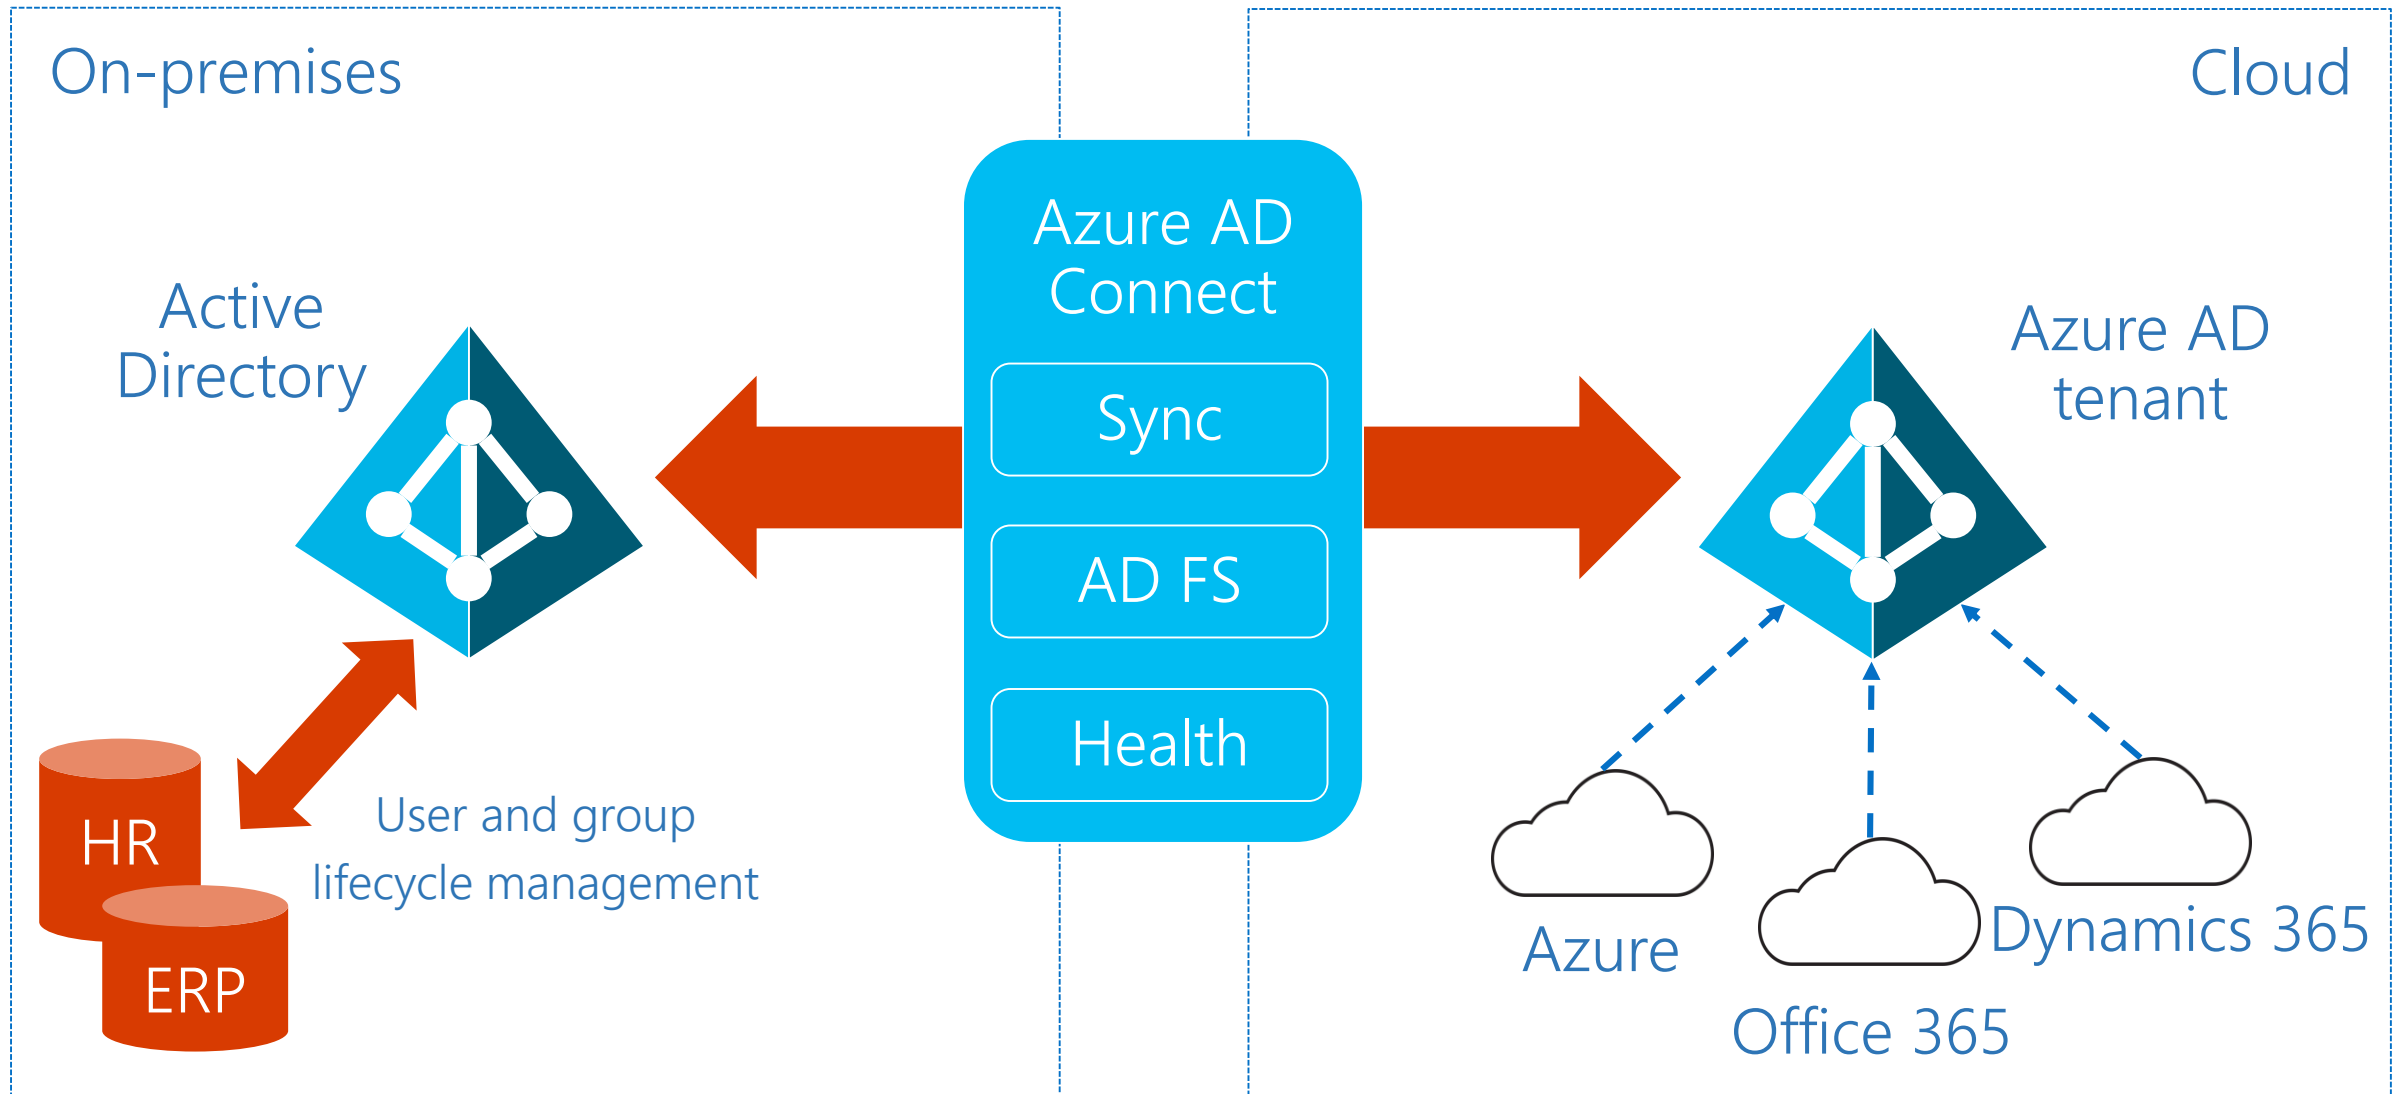 On-premises
Cloud
Active
Directory
Azure AD
Connect
Sync
AD FS
Health
Azure AD
tenant
HR
ERP
User and group
lifecycle management
Azure
Office 365
Dynamics 365